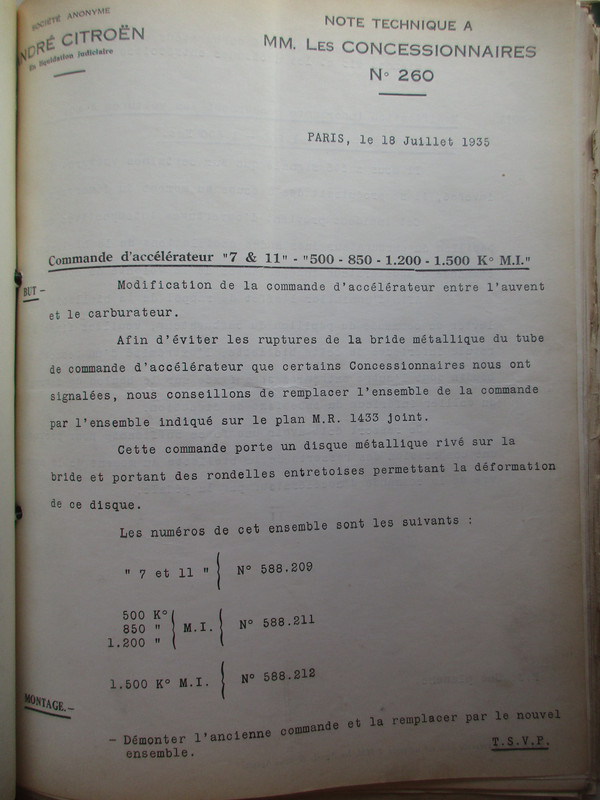 SOCIÉTÉ ANONYME
ANDRÉ CITROËN
En liquidation Judiciaire
NOTE TECHNIQUE A
MM. LES CONCESSIONNAIRES
N° 260
PARIS, le 18 Juillet 1935
Commande d'accélérateur "7 & 11" - "500 - 850 - 1.200 - 1.500 K° M.I."
BUT -
Modification de la commande d'accélérateur entre l'auvent
et le carburateur.
Afin d'éviter les ruptures de la bride métallique du tube
de commande d'accélérateur que certains Concessionnaires nous ont
signalées, nous conseillons de remplacer l'ensemble de la commande
par l'ensemble indiqué sur le plan M.R. 1433 joint.
Cette commande porte un disque métallique rivé sur la
bride et portant des rondelles entretoises permettant la déformation
de ce disque.
Les numéros de cet ensemble sont les suivants :
" 7 et 11 " { N° 588.209
500 K°
850 " { M.I. { N° 588.211
1.200 "
1.500 K° M.I. { N° 588.212
MONTAGE.-
- Démonter l'ancienne commande et la remplacer par le nouvel
ensemble.
T.S.V.P.